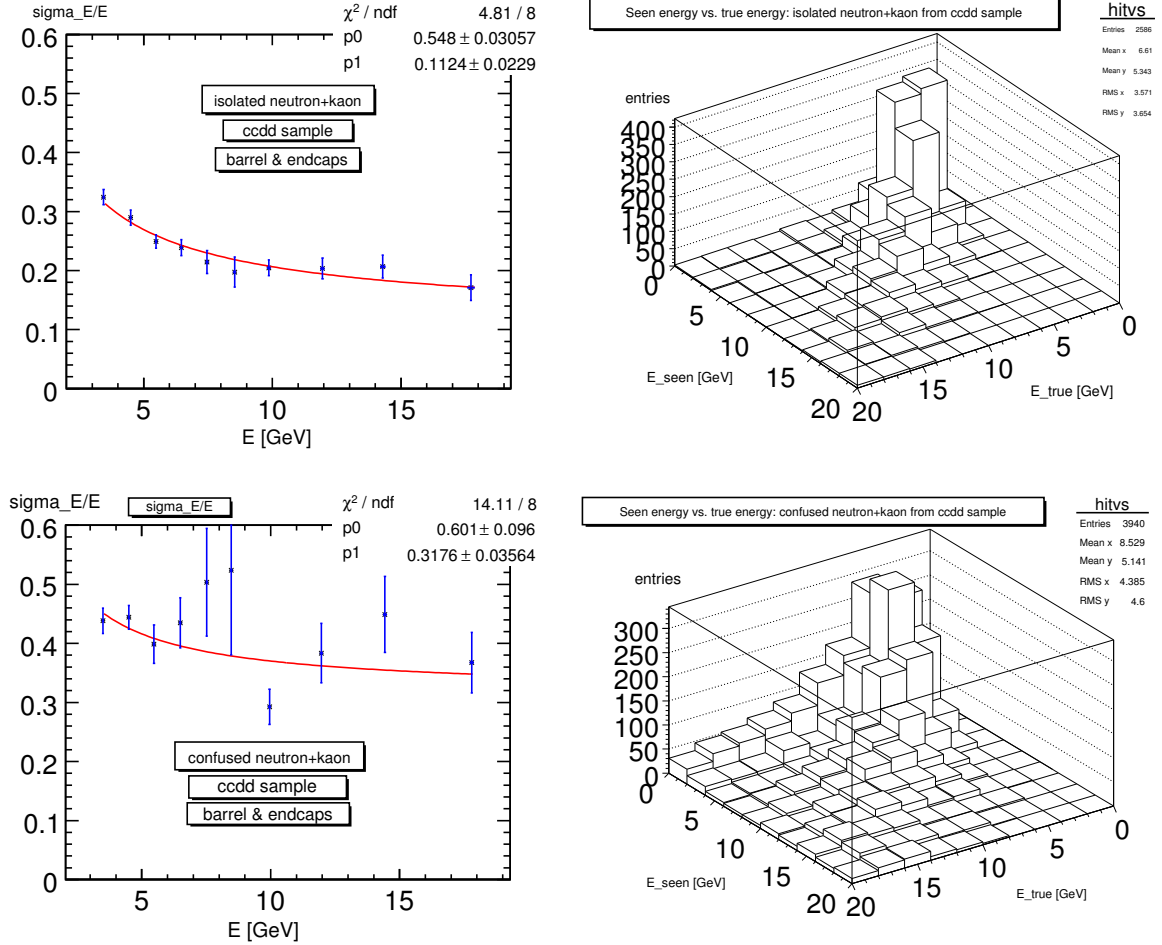 sigma_E/E
χ² / ndf 4.81 / 8
p0 0.548 ± 0.03057
p1 0.1124 ± 0.0229
0.6
0.5
0.4
0.3
0.2
0.1
0
isolated neutron+kaon
ccdd sample
barrel & endcaps
5 10 15
E [GeV]
Seen energy vs. true energy: isolated neutron+kaon from ccdd sample
hitvs
Entries 2586
Mean x 6.61
Mean y 5.343
RMS x 3.571
RMS y 3.654
entries
400
350
300
250
200
150
100
50
0
0 5 10 15 20
E_seen [GeV]
20 15 10 5 0
E_true [GeV]
sigma_E/E
sigma_E/E
χ² / ndf 14.11 / 8
p0 0.601 ± 0.096
p1 0.3176 ± 0.03564
0.6
0.5
0.4
0.3
0.2
0.1
0
confused neutron+kaon
ccdd sample
barrel & endcaps
5 10 15
E [GeV]
Seen energy vs. true energy: confused neutron+kaon from ccdd sample
hitvs
Entries 3940
Mean x 8.529
Mean y 5.141
RMS x 4.385
RMS y 4.6
entries
300
250
200
150
100
50
0
0 5 10 15 20
E_seen [GeV]
20 15 10 5 0
E_true [GeV]